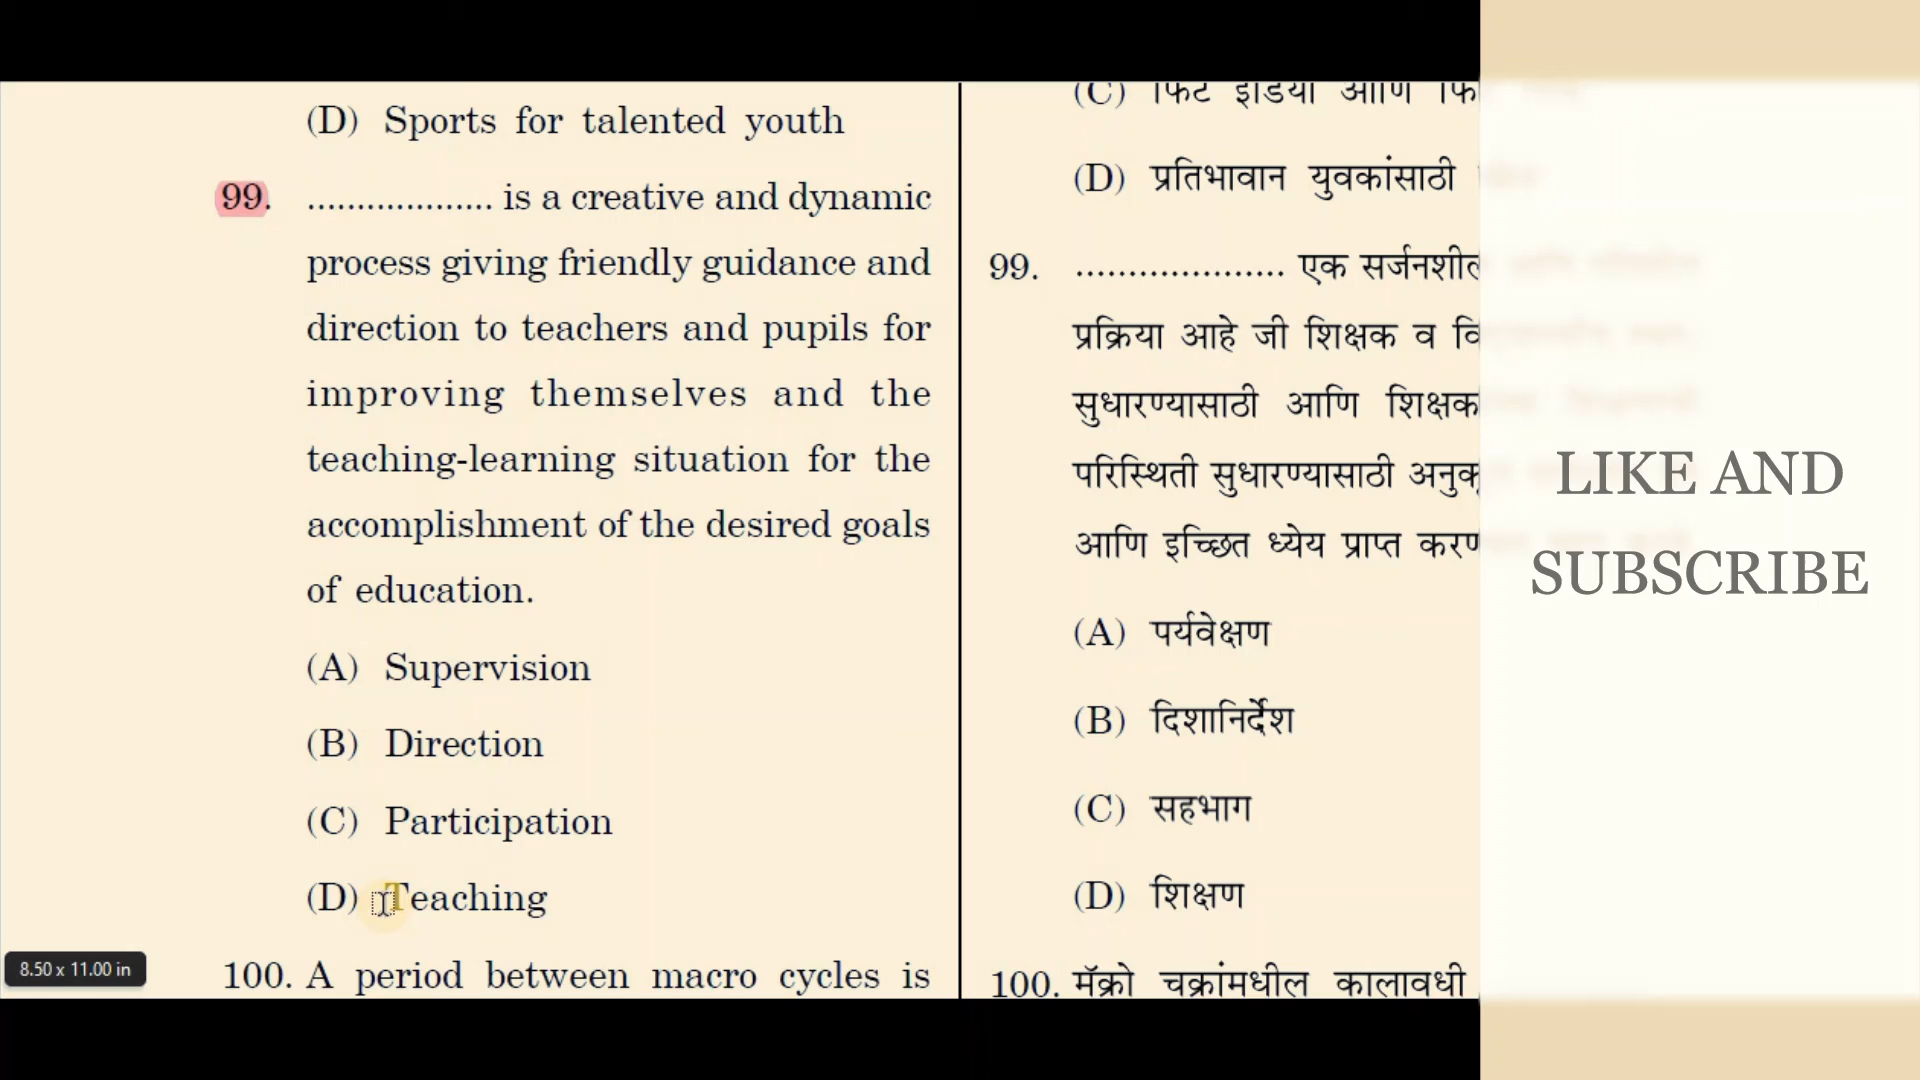 (D) Sports for talented youth
99. ................... is a creative and dynamic
process giving friendly guidance and
direction to teachers and pupils for
improving themselves and the
teaching-learning situation for the
accomplishment of the desired goals
of education.
(A) Supervision
(B) Direction
(C) Participation
(D) Teaching
100. A period between macro cycles is
(C) फिट इंडिया आणि
(D) प्रतिभावान युवकांसाठी
99. ..................... एक सर्जनशील
प्रक्रिया आहे जी शिक्षक व
सुधारण्यासाठी आणि शिक्षक
परिस्थिती सुधारण्यासाठी
आणि इच्छित ध्येय प्राप्त
(A) पर्यवेक्षण
(B) दिशानिर्देश
(C) सहभाग
(D) शिक्षण
100. मॅक्रो चक्रांमधील कालावधी
LIKE AND
SUBSCRIBE
8.50 x 11.00 in